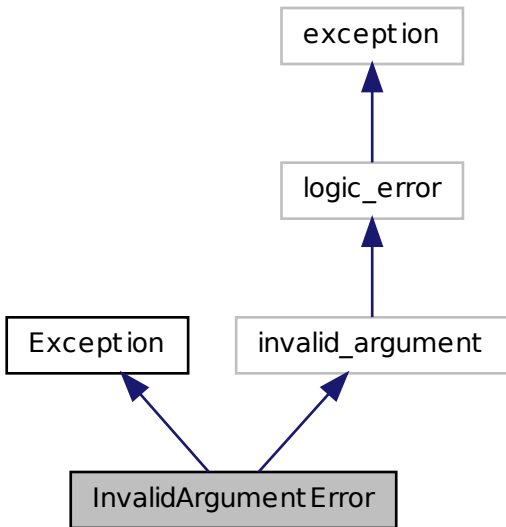 exception
logic_error
Exception
invalid_argument
InvalidArgumentError